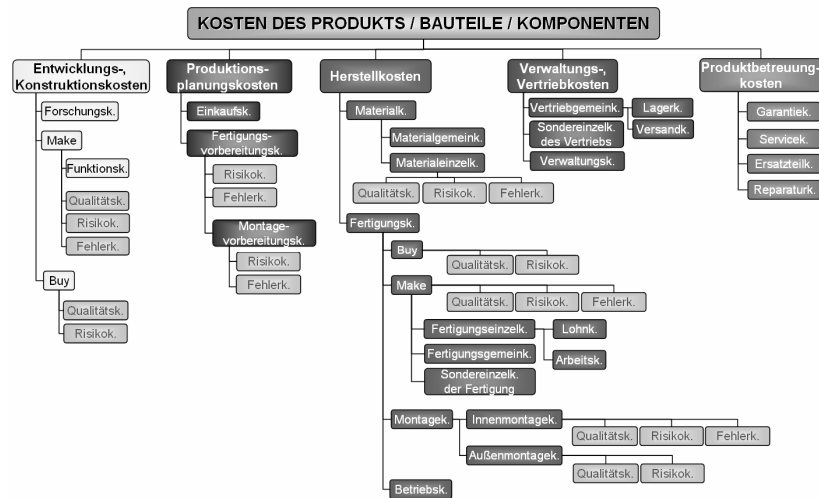 KOSTEN DES PRODUKTS / BAUTEILE / KOMPONENTEN
Entwicklungs-,
Konstruktionskosten
Forschungsk.
Make
Funktionsk.
Qualitätsk.
Risikok.
Fehlerk.
Buy
Qualitätsk.
Risikok.
Produktions-
planungskosten
Einkaufsk.
Fertigungs-
vorbereitungsk.
Risikok.
Fehlerk.
Montage-
vorbereitungsk.
Risikok.
Fehlerk.
Herstellkosten
Materialk.
Materialgemeink.
Materialeinzelk.
Qualitätsk.
Risikok.
Fehlerk.
Fertigungsk.
Buy
Qualitätsk.
Risikok.
Make
Qualitätsk.
Risikok.
Fehlerk.
Fertigungseinzelk.
Lohnk.
Arbeitsk.
Fertigungsgemeink.
Sondereinzelk.
der Fertigung
Montagek.
Innenmontagek.
Qualitätsk.
Risikok.
Fehlerk.
Außenmontagek.
Qualitätsk.
Risikok.
Betriebsk.
Verwaltungs-,
Vertriebkosten
Vertriebgemeink.
Lagerk.
Versandk.
Sondereinzelk.
des Vertriebs
Verwaltungsk.
Produktbetreuung-
kosten
Garantiek.
Servicek.
Ersatzteilk.
Reparaturk.